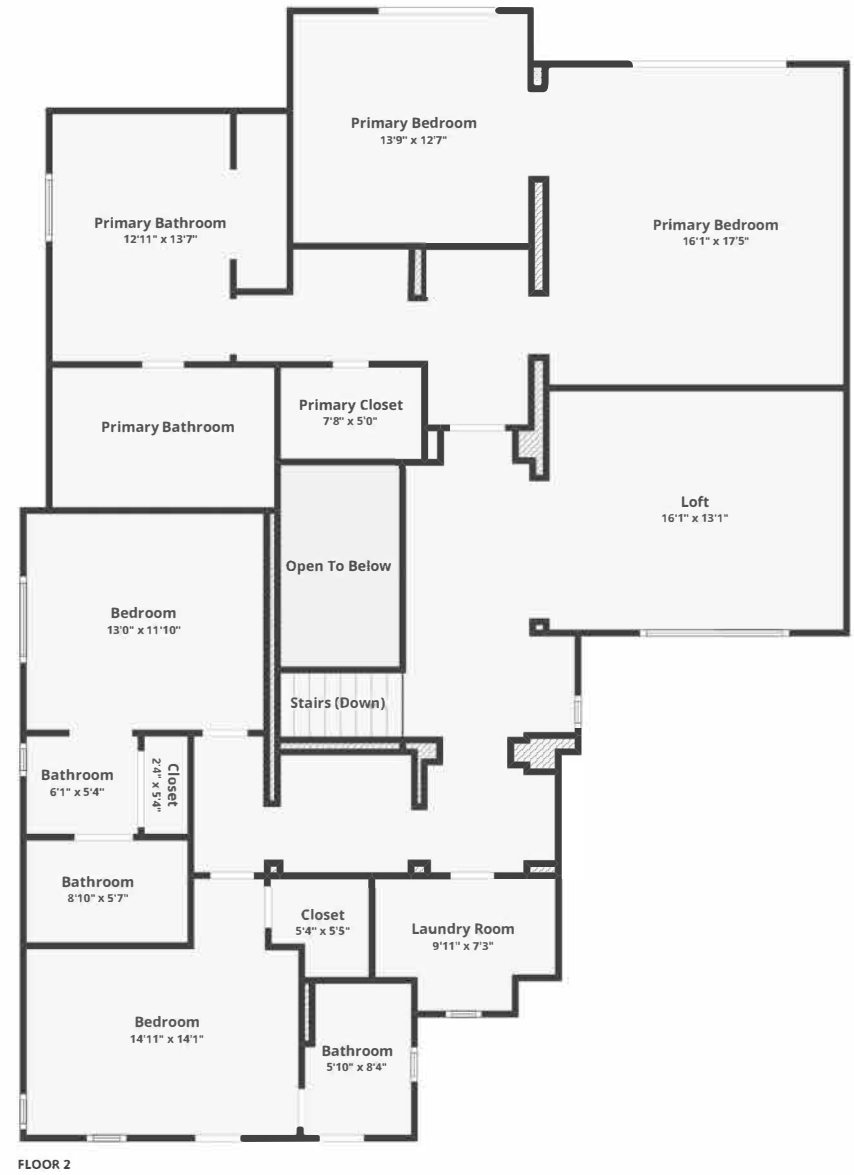 Primary Bedroom
13'9" x 12'7"
Primary Bathroom
12'11" x 13'7"
Primary Bedroom
16'1" x 17'5"
Primary Closet
7'8" x 5'0"
Primary Bathroom
Loft
16'1" x 13'1"
Open To Below
Bedroom
13'0" x 11'10"
Stairs (Down)
Bathroom
6'1" x 5'4"
Closet
2'4" x 5'4"
Bathroom
8'10" x 5'7"
Closet
5'4" x 5'5"
Laundry Room
9'11" x 7'3"
Bedroom
14'11" x 14'1"
Bathroom
5'10" x 8'4"
FLOOR 2